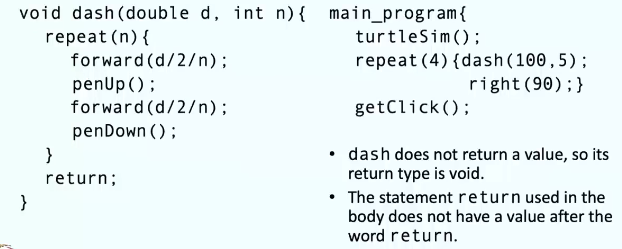 void dash(double d, int n){
repeat(n){
forward(d/2/n);
penUp();
forward(d/2/n);
penDown();
}
return;
}
main_program{
turtleSim();
repeat(4){dash(100,5);
right(90);}
getClick();
• dash does not return a value, so its
return type is void.
• The statement return used in the
body does not have a value after the
word return.